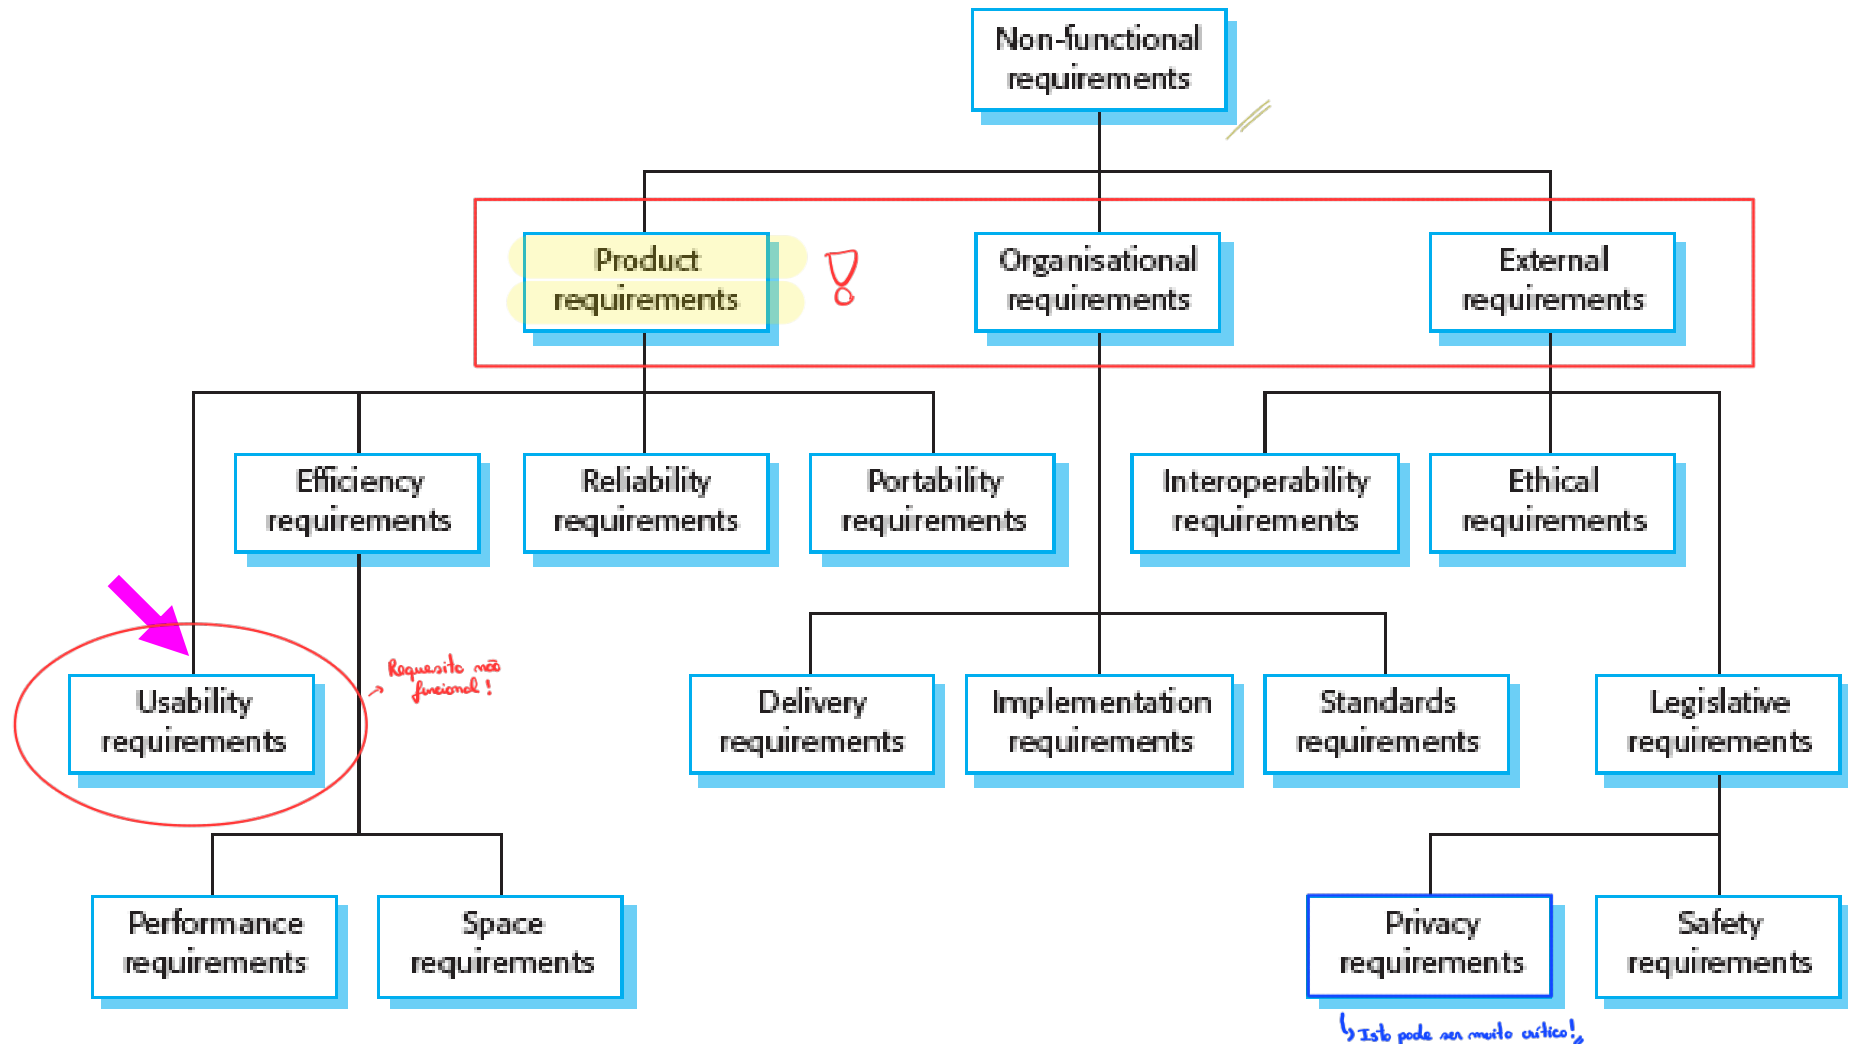 Non-functional
requirements
Product
requirements
Organisational
requirements
External
requirements
Efficiency
requirements
Reliability
requirements
Portability
requirements
Interoperability
requirements
Ethical
requirements
Usability
requirements
Requesito não
funcional!
Delivery
requirements
Implementation
requirements
Standards
requirements
Legislative
requirements
Performance
requirements
Space
requirements
Privacy
requirements
Safety
requirements
Isto pode ser muito crítico!